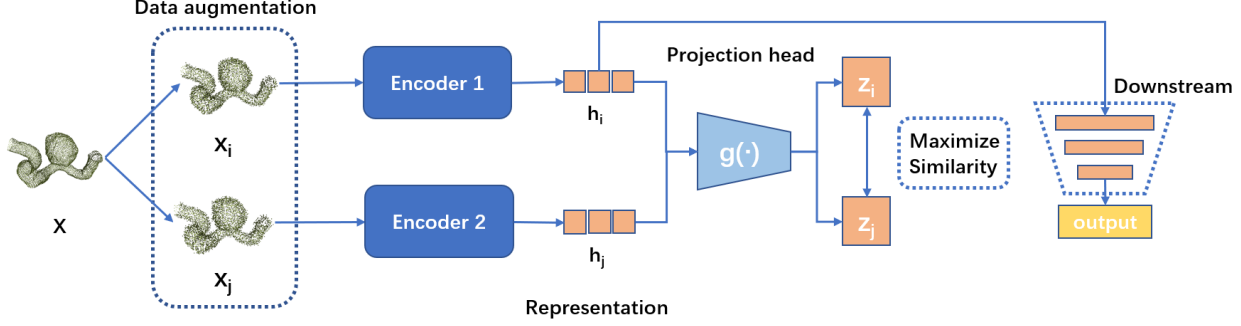 Data augmentation
X
Xi
Xj
Encoder 1
Encoder 2
hi
hj
Representation
Projection head
g(·)
zi
zj
Maximize
Similarity
Downstream
output